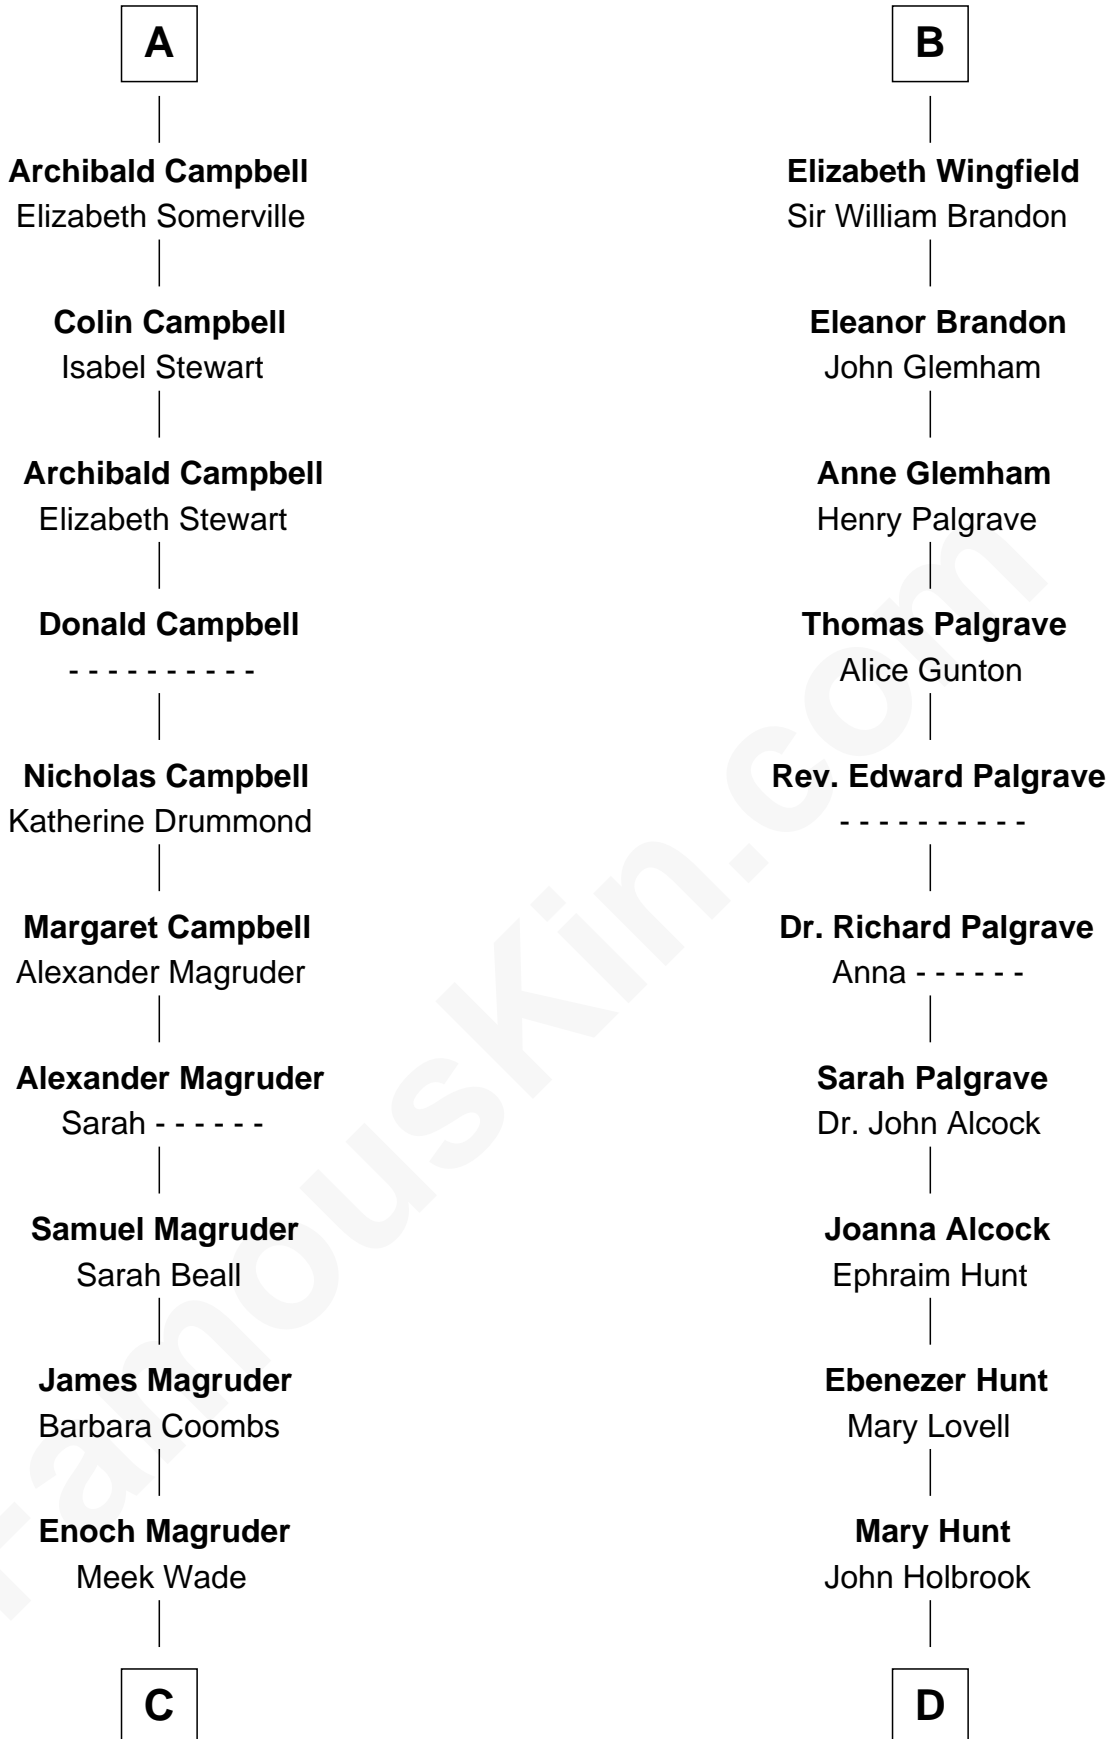 A
Archibald Campbell
Elizabeth Somerville
Colin Campbell
Isabel Stewart
Archibald Campbell
Elizabeth Stewart
Donald Campbell
- - - - - - - - - -
Nicholas Campbell
Katherine Drummond
Margaret Campbell
Alexander Magruder
Alexander Magruder
Sarah - - - - - -
Samuel Magruder
Sarah Beall
James Magruder
Barbara Coombs
Enoch Magruder
Meek Wade
C
B
Elizabeth Wingfield
Sir William Brandon
Eleanor Brandon
John Glemham
Anne Glemham
Henry Palgrave
Thomas Palgrave
Alice Gunton
Rev. Edward Palgrave
- - - - - - - - - -
Dr. Richard Palgrave
Anna - - - - - -
Sarah Palgrave
Dr. John Alcock
Joanna Alcock
Ephraim Hunt
Ebenezer Hunt
Mary Lovell
Mary Hunt
John Holbrook
D
FamousKin.com